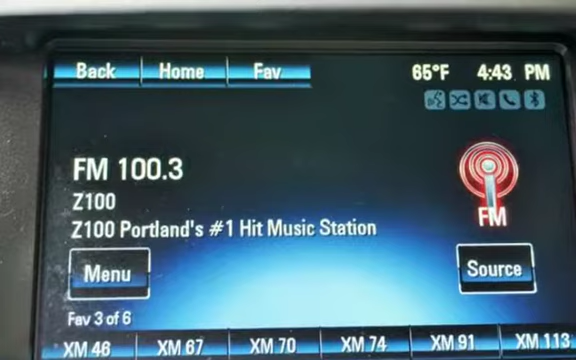 Back Home Fav 65°F 4:43 PM
FM 100.3
Z100
Z100 Portland's #1 Hit Music Station
FM
Menu Source
Fav 3 of 6
XM 46 XM 67 XM 70 XM 74 XM 91 XM 113